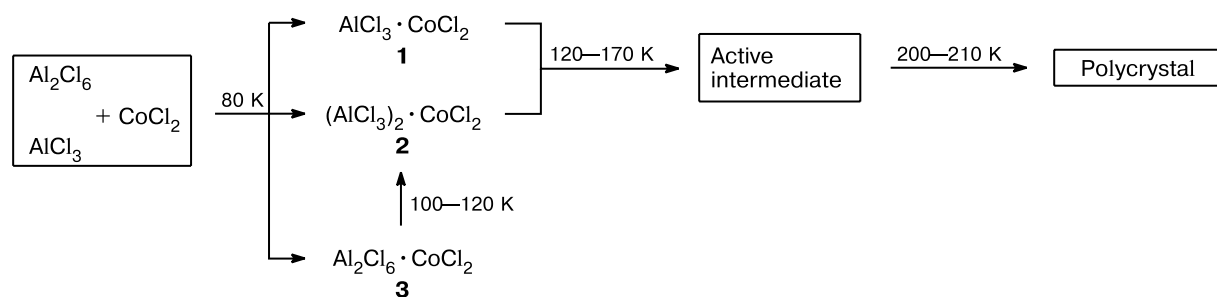 Al₂Cl₆
+ CoCl₂
AlCl₃
80 K
AlCl₃ · CoCl₂
1
(AlCl₃)₂ · CoCl₂
2
100—120 K
Al₂Cl₆ · CoCl₂
3
120—170 K
Active
intermediate
200—210 K
Polycrystal